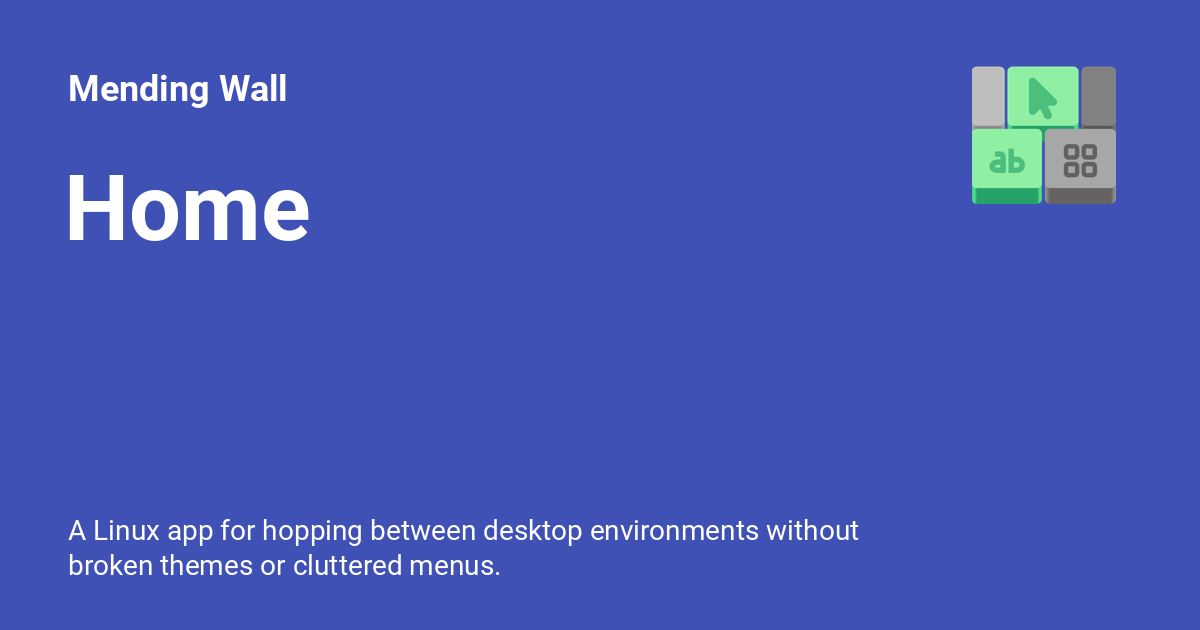 Mending Wall
Home
ab
A Linux app for hopping between desktop environments without
broken themes or cluttered menus.